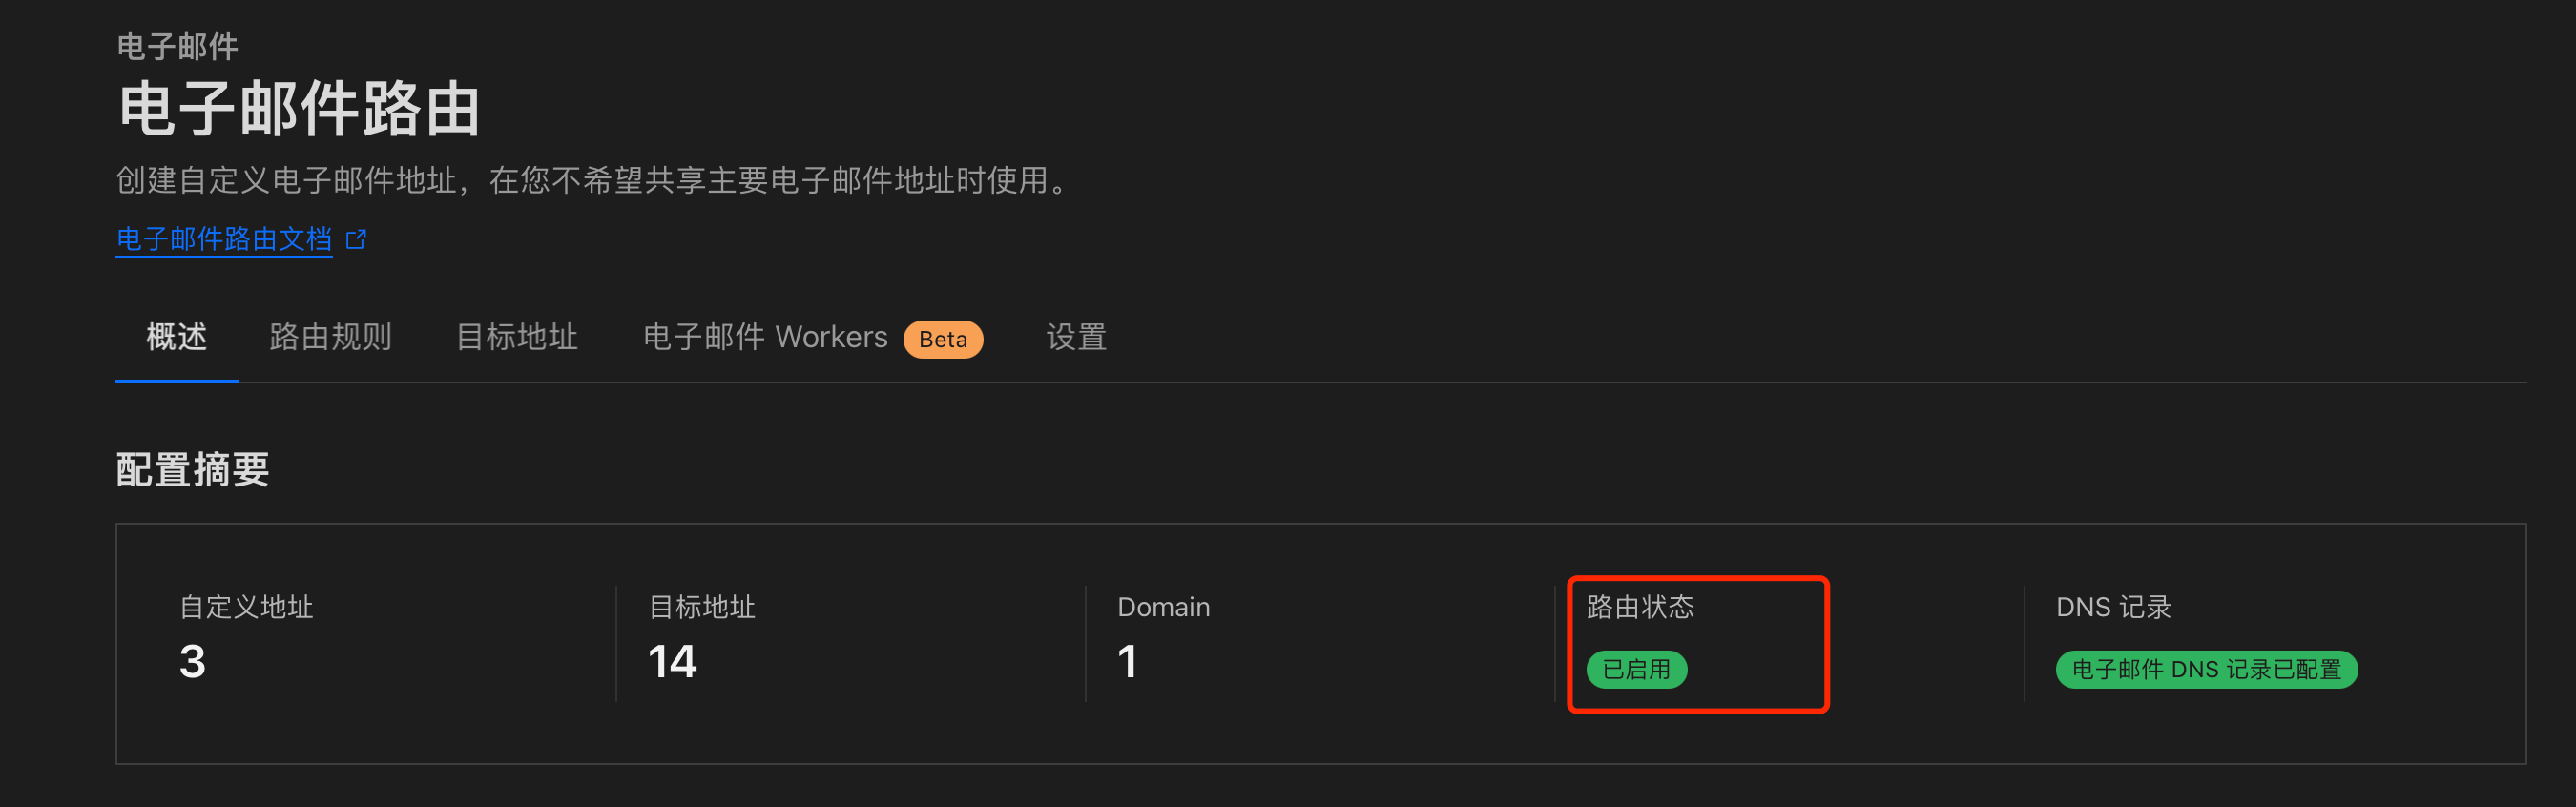 电子邮件
电子邮件路由
创建自定义电子邮件地址，在您不希望共享主要电子邮件地址时使用。
电子邮件路由文档
概述 路由规则 目标地址 电子邮件 Workers Beta 设置
配置摘要
自定义地址 目标地址 Domain 路由状态 DNS 记录
3 14 1 已启用 电子邮件 DNS 记录已配置